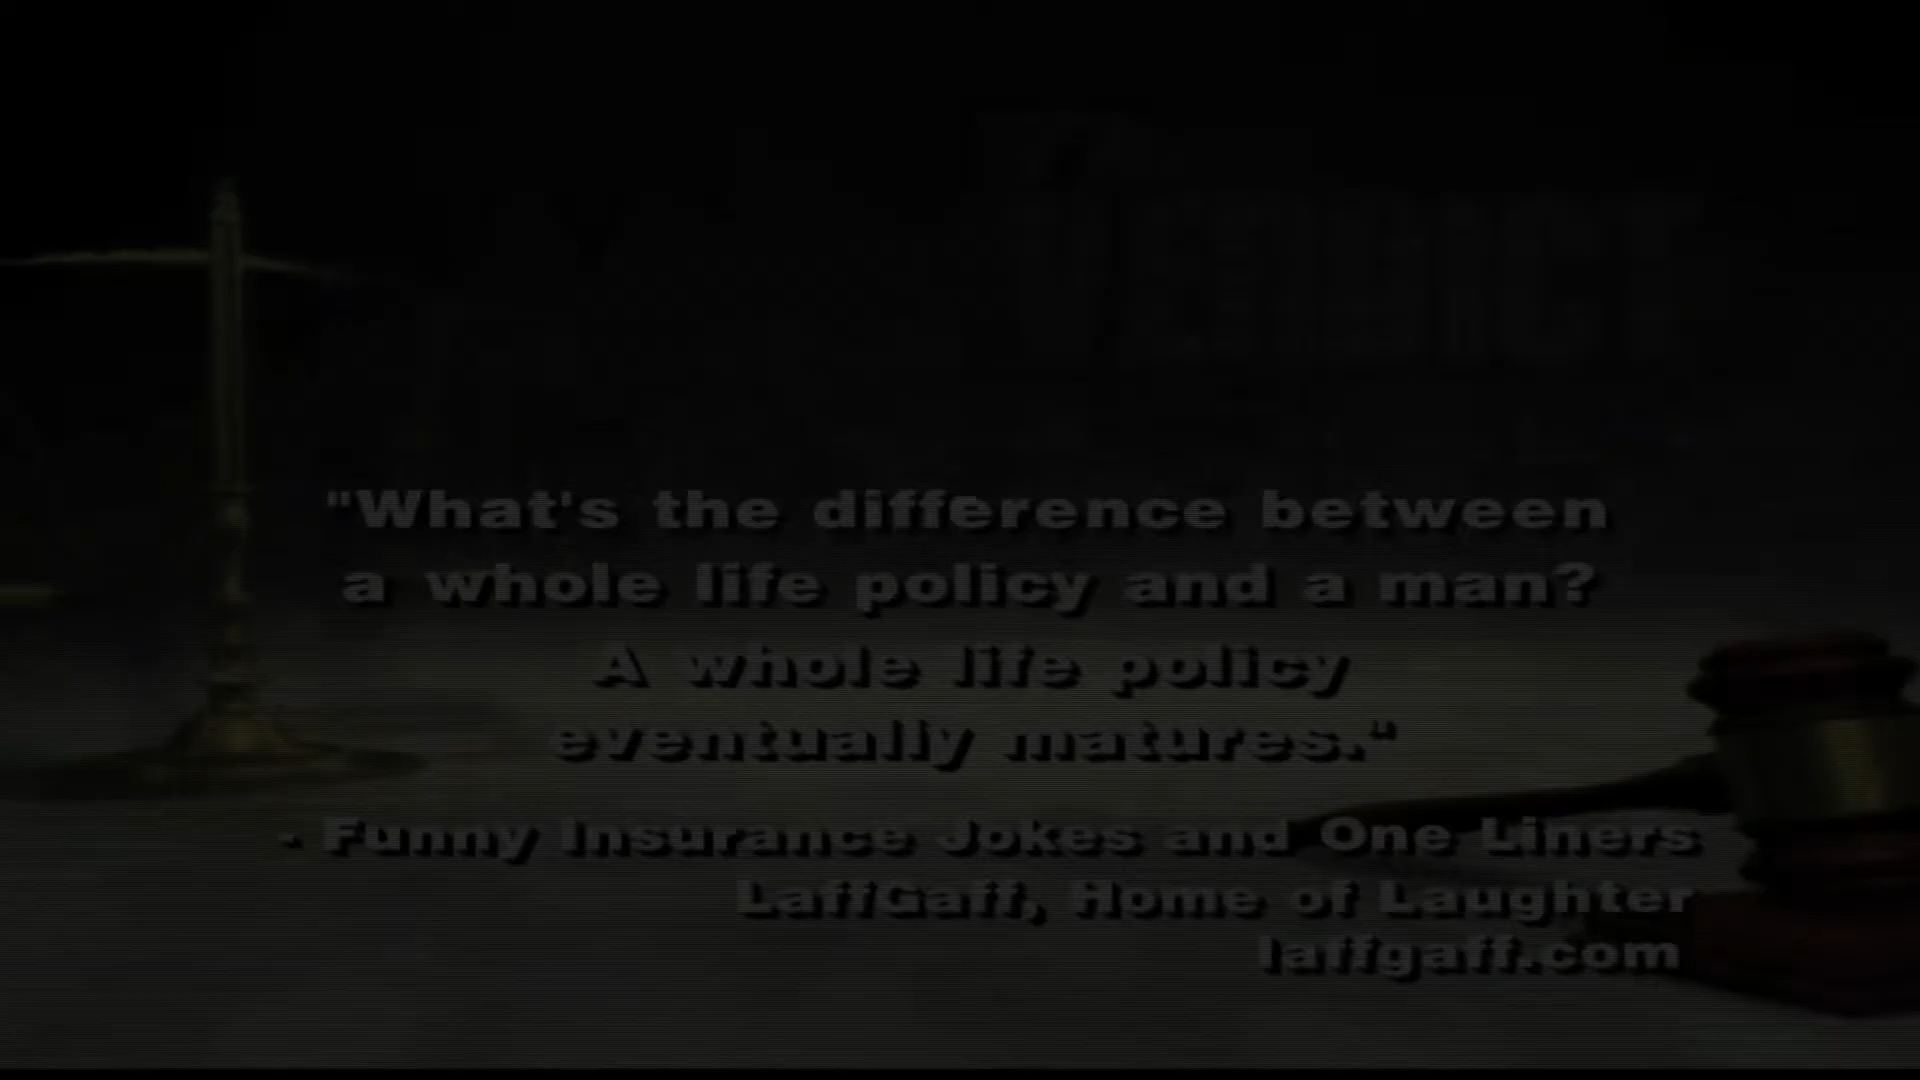 VERDICT
"What's the difference between
a whole life policy and a man?
A whole life policy
eventually matures."
- Funny Insurance Jokes and One Liners
LaffGaff, Home of Laughter
laffgaff.com